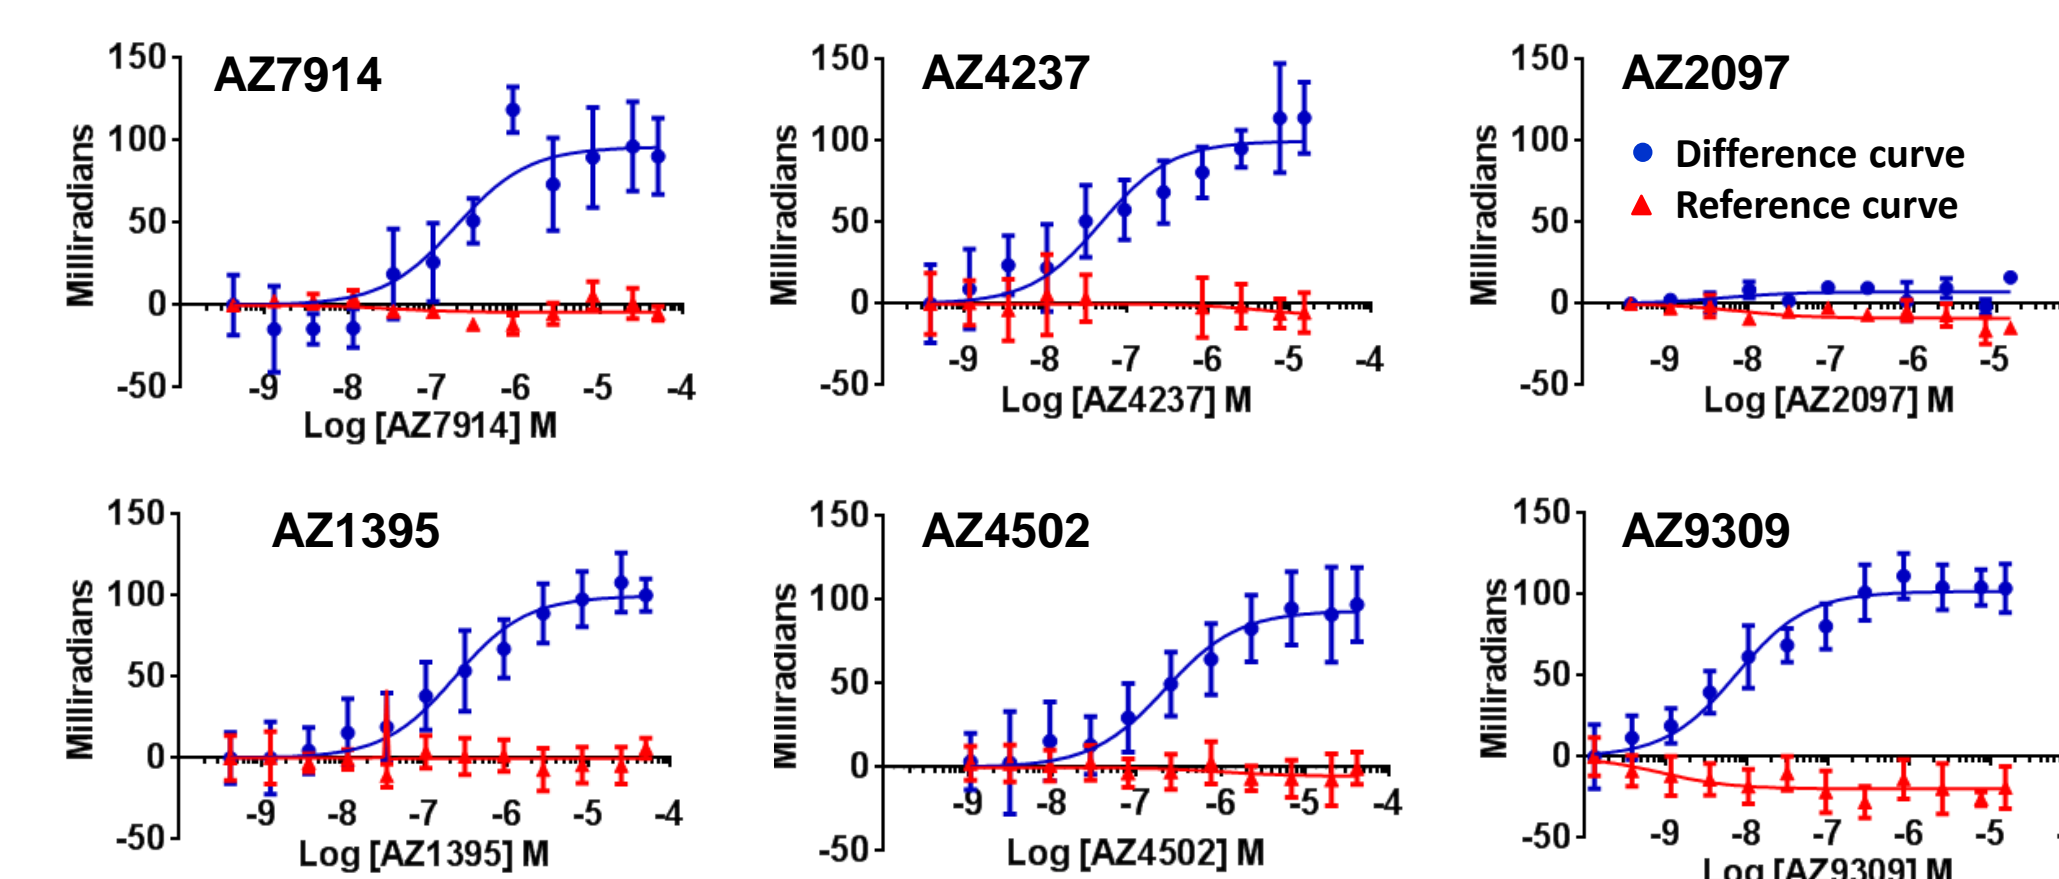 AZ7914
150
100
50
0
-50
Milliradians
-9 -8 -7 -6 -5 -4
Log [AZ7914] M
AZ4237
150
100
50
0
-50
Milliradians
-9 -8 -7 -6 -5 -4
Log [AZ4237] M
AZ2097
150
100
50
0
-50
Milliradians
Difference curve
Reference curve
-9 -8 -7 -6 -5
Log [AZ2097] M
AZ1395
150
100
50
0
-50
Milliradians
-9 -8 -7 -6 -5 -4
Log [AZ1395] M
AZ4502
150
100
50
0
-50
Milliradians
-9 -8 -7 -6 -5 -4
Log [AZ4502] M
AZ9309
150
100
50
0
-50
Milliradians
-9 -8 -7 -6 -5
Log [AZ9309] M